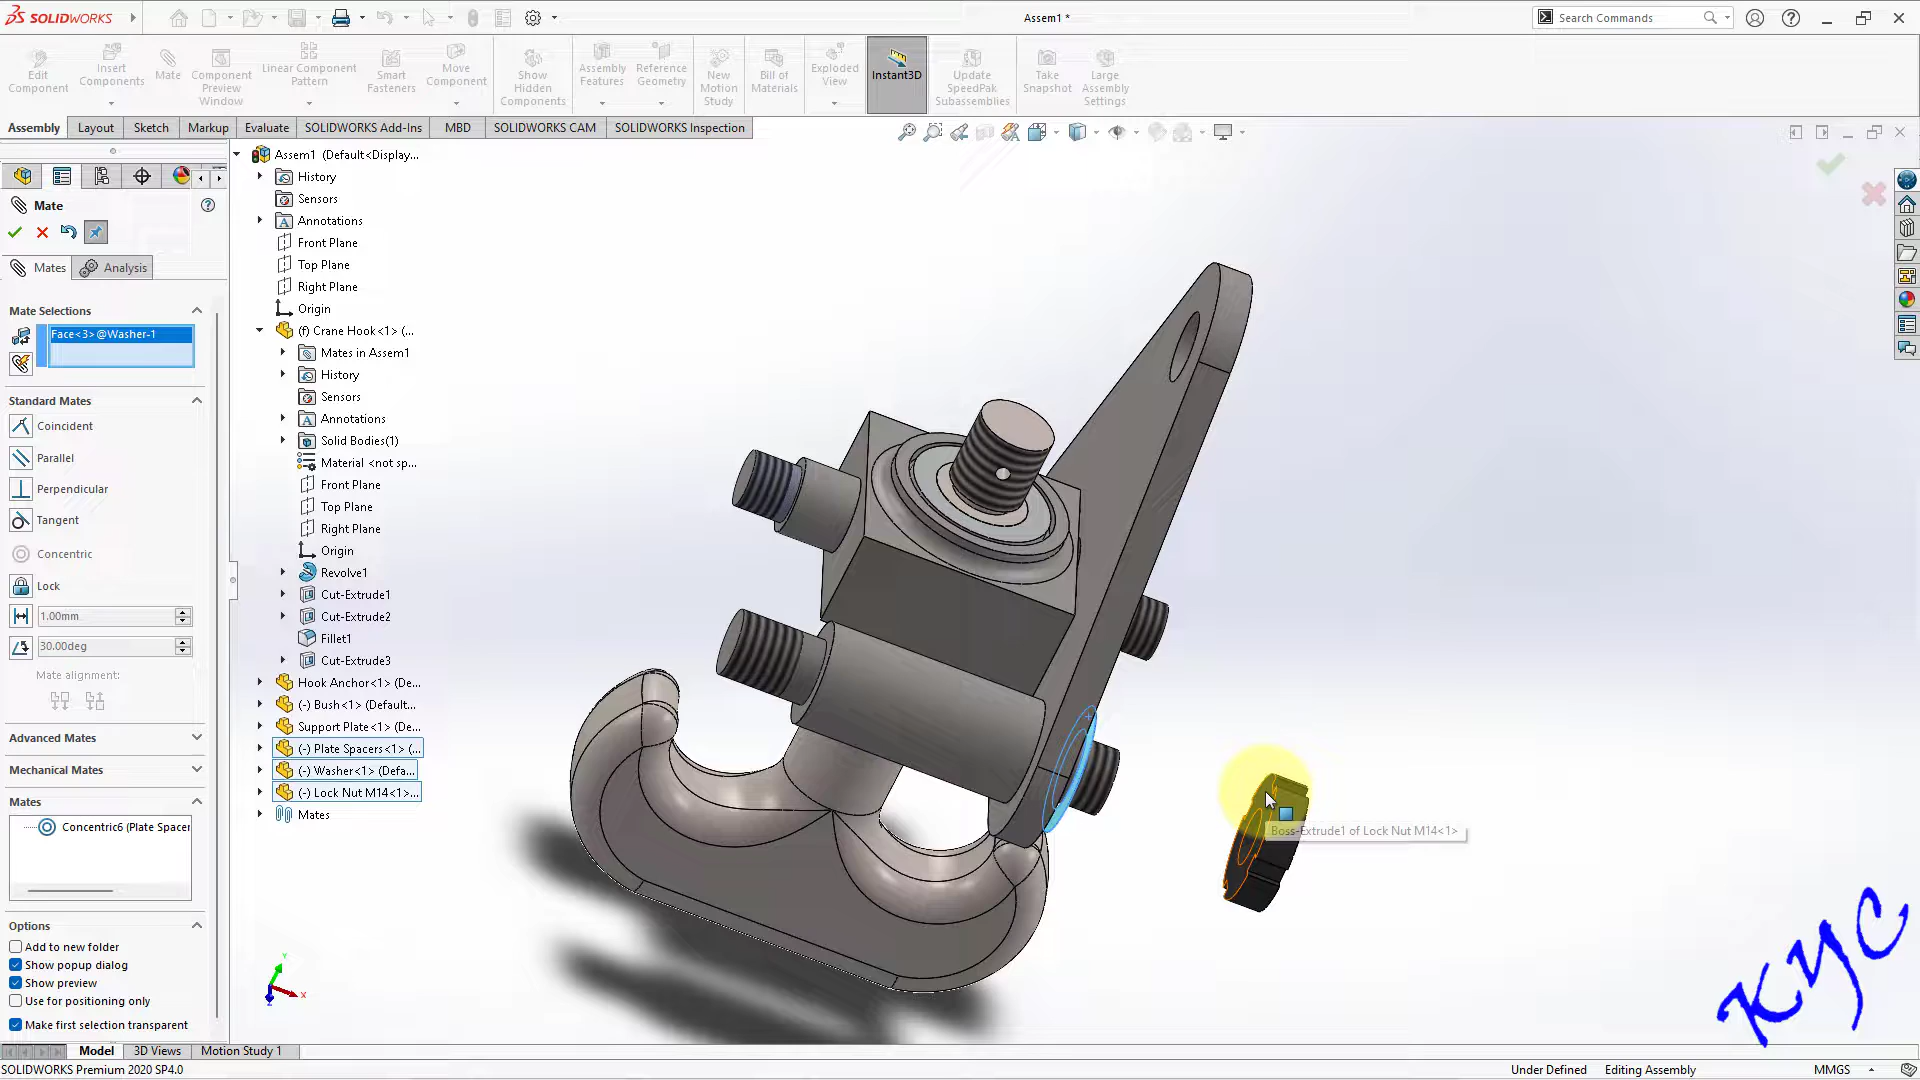 SOLIDWORKS
Assem1 *
Search Commands
Edit Component
Insert Components
Mate
Component Preview Window
Linear Component Pattern
Smart Fasteners
Move Component
Show Hidden Components
Assembly Features
Reference Geometry
New Motion Study
Bill of Materials
Exploded View
Instant3D
Update SpeedPak Subassemblies
Take Snapshot
Large Assembly Settings
Assembly
Layout
Sketch
Markup
Evaluate
SOLIDWORKS Add-Ins
MBD
SOLIDWORKS CAM
SOLIDWORKS Inspection
Mate
Mates
Analysis
Mate Selections
Face<3>@Washer-1
Standard Mates
Coincident
Parallel
Perpendicular
Tangent
Concentric
Lock
1.00mm
30.00deg
Mate alignment:
Advanced Mates
Mechanical Mates
Mates
Concentric6 (Plate Spacer
Options
Add to new folder
Show popup dialog
Show preview
Use for positioning only
Make first selection transparent
Assem1 (Default<Display...
History
Sensors
Annotations
Front Plane
Top Plane
Right Plane
Origin
(f) Crane Hook<1> (...
Mates in Assem1
History
Sensors
Annotations
Solid Bodies(1)
Material <not sp...
Front Plane
Top Plane
Right Plane
Origin
Revolve1
Cut-Extrude1
Cut-Extrude2
Fillet1
Cut-Extrude3
Hook Anchor<1> (De...
(-) Bush<1> (Default...
Support Plate<1> (De...
(-) Plate Spacers<1> (...
(-) Washer<1> (Defa...
(-) Lock Nut M14<1>...
Mates
Boss-Extrude1 of Lock Nut M14<1>
KYC
Y
X
Z
Model
3D Views
Motion Study 1
SOLIDWORKS Premium 2020 SP4.0
Under Defined
Editing Assembly
MMGS